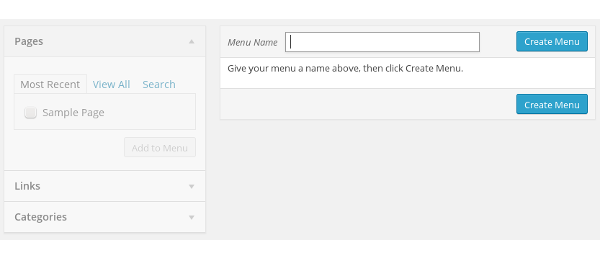 Pages
Most Recent View All Search
Sample Page
Add to Menu
Links
Categories
Menu Name
Create Menu
Give your menu a name above, then click Create Menu.
Create Menu